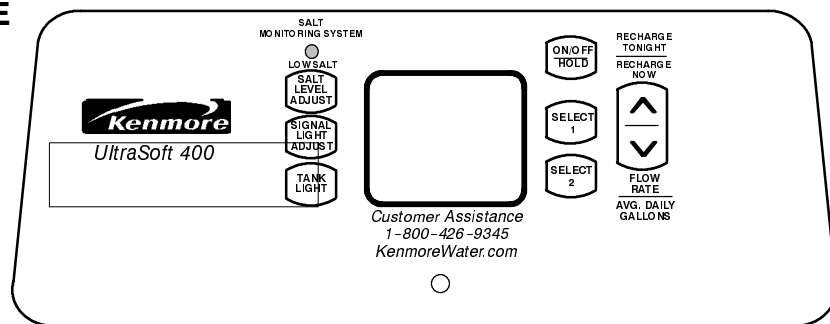 E
SALT
MONITORING SYSTEM
LOW SALT
SALT
LEVEL
ADJUST
SIGNAL
LIGHT
ADJUST
TANK
LIGHT
Kenmore
UltraSoft 400
Customer Assistance
1-800-426-9345
KenmoreWater.com
ON/OFF
HOLD
SELECT
1
SELECT
2
RECHARGE
TONIGHT
RECHARGE
NOW
FLOW
RATE
AVG. DAILY
GALLONS